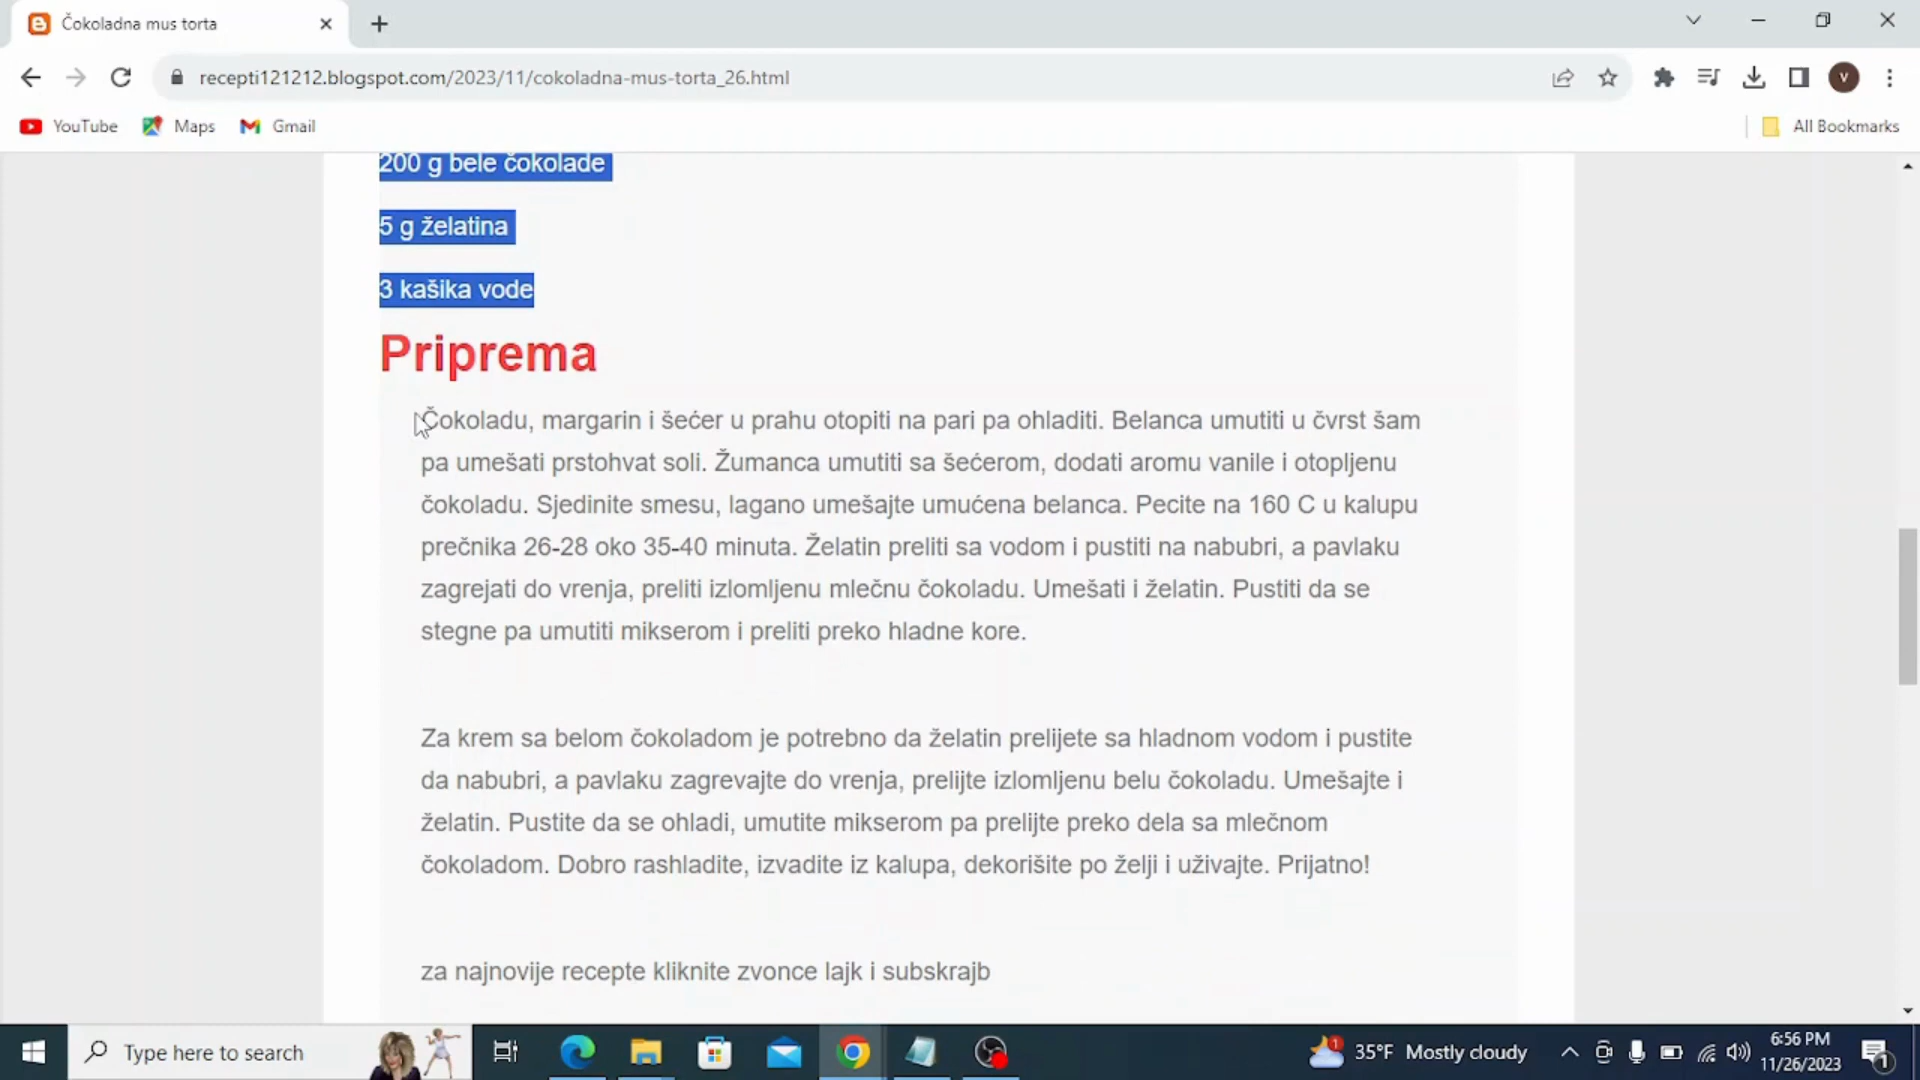 Čokoladna mus torta
recepti121212.blogspot.com/2023/11/cokoladna-mus-torta_26.html
V
YouTube Maps Gmail All Bookmarks
200 g bele čokolade
5 g želatina
3 kašika vode
Priprema
Čokoladu, margarin i šećer u prahu otopiti na pari pa ohladiti. Belanca umutiti u čvrst šam
pa umešati prstohvat soli. Žumanca umutiti sa šećerom, dodati aromu vanile i otopljenu
čokoladu. Sjedinite smesu, lagano umešajte umućena belanca. Pecite na 160 C u kalupu
prečnika 26-28 oko 35-40 minuta. Želatin preliti sa vodom i pustiti na nabubri, a pavlaku
zagrejati do vrenja, preliti izlomljenu mlečnu čokoladu. Umešati i želatin. Pustiti da se
stegne pa umutiti mikserom i preliti preko hladne kore.
Za krem sa belom čokoladom je potrebno da želatin prelijete sa hladnom vodom i pustite
da nabubri, a pavlaku zagrevajte do vrenja, prelijte izlomljenu belu čokoladu. Umešajte i
želatin. Pustite da se ohladi, umutite mikserom pa prelijte preko dela sa mlečnom
čokoladom. Dobro rashladite, izvadite iz kalupa, dekorišite po želji i uživajte. Prijatno!
za najnovije recepte kliknite zvonce lajk i subskrajb
Type here to search
1
35°F Mostly cloudy
6:56 PM
11/26/2023
1